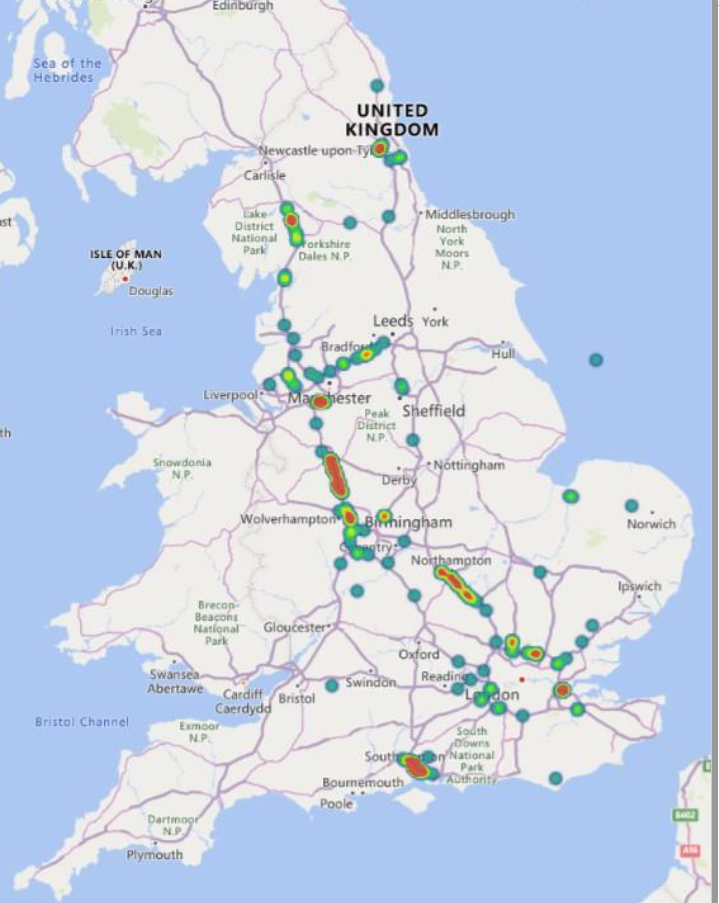 Edinburgh
Sea of the
Hebrides
UNITED
KINGDOM
Newcastle upon Ty
Carlisle
Lake
District
National
Park
Middlesbrough
Yorkshire
Dales N.P.
North
York
Moors
N.P.
ISLE OF MAN
(U.K.)
Douglas
Irish Sea
Leeds
York
Bradford
Hull
Liverpool
Manchester
Peak
District
N.P.
Sheffield
Snowdonia
N.P.
Derby
Nottingham
Norwich
Wolverhampton
Birmingham
Coventry
Northampton
Ipswich
Brecon
Beacons
National
Park
Gloucester
Oxford
Swansea
Abertawe
Cardiff
Caerdydd
Bristol
Swindon
Reading
London
Bristol Channel
Exmoor
N.P.
South
Downs
National
Park
Authority
South on
Bournemouth
Poole
Dartmoor
N.P.
Plymouth
A16